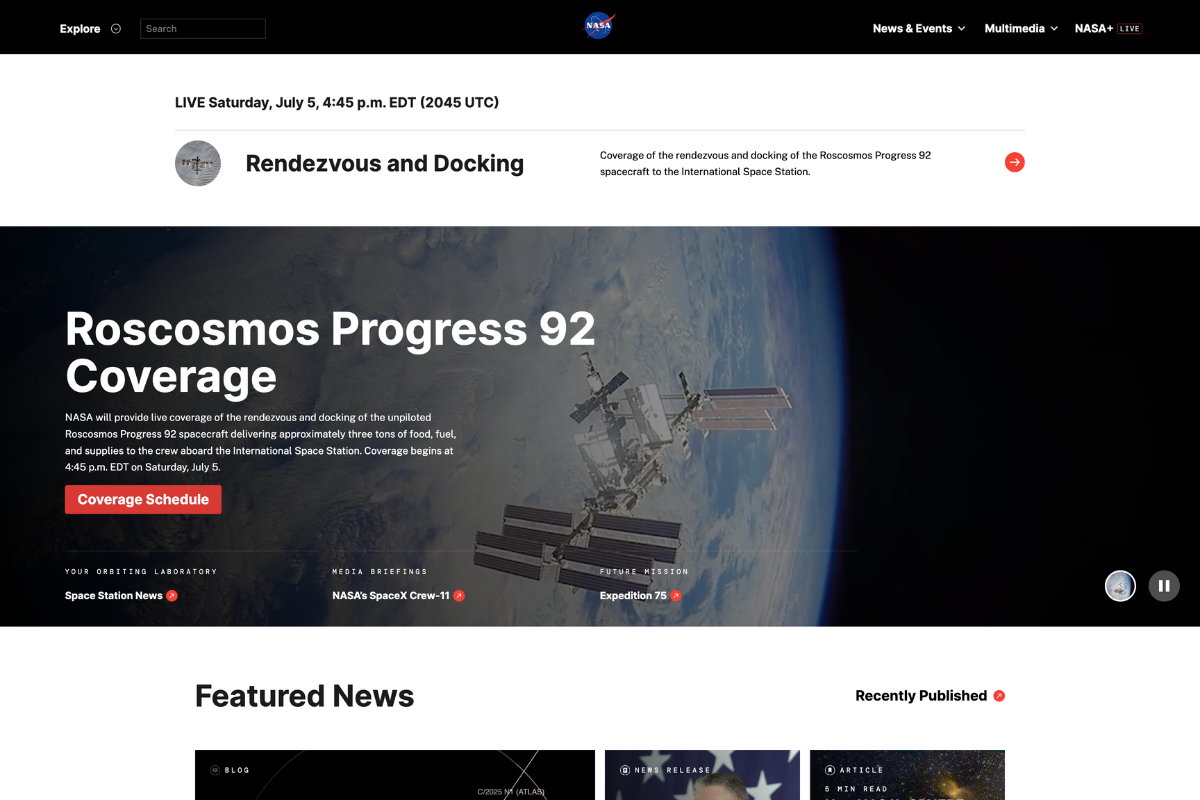 Explore
Search
NASA
News & Events
Multimedia
NASA+ LIVE
LIVE Saturday, July 5, 4:45 p.m. EDT (2045 UTC)
Rendezvous and Docking
Coverage of the rendezvous and docking of the Roscosmos Progress 92
spacecraft to the International Space Station.
Roscosmos Progress 92
Coverage
NASA will provide live coverage of the rendezvous and docking of the unpiloted
Roscosmos Progress 92 spacecraft delivering approximately three tons of food, fuel,
and supplies to the crew aboard the International Space Station. Coverage begins at
4:45 p.m. EDT on Saturday, July 5.
Coverage Schedule
YOUR ORBITING LABORATORY
Space Station News
MEDIA BRIEFINGS
NASA's SpaceX Crew-11
FUTURE MISSION
Expedition 75
Featured News
Recently Published
BLOG
C/2025 N1 (ATLAS)
NEWS RELEASE
ARTICLE
5 MIN READ